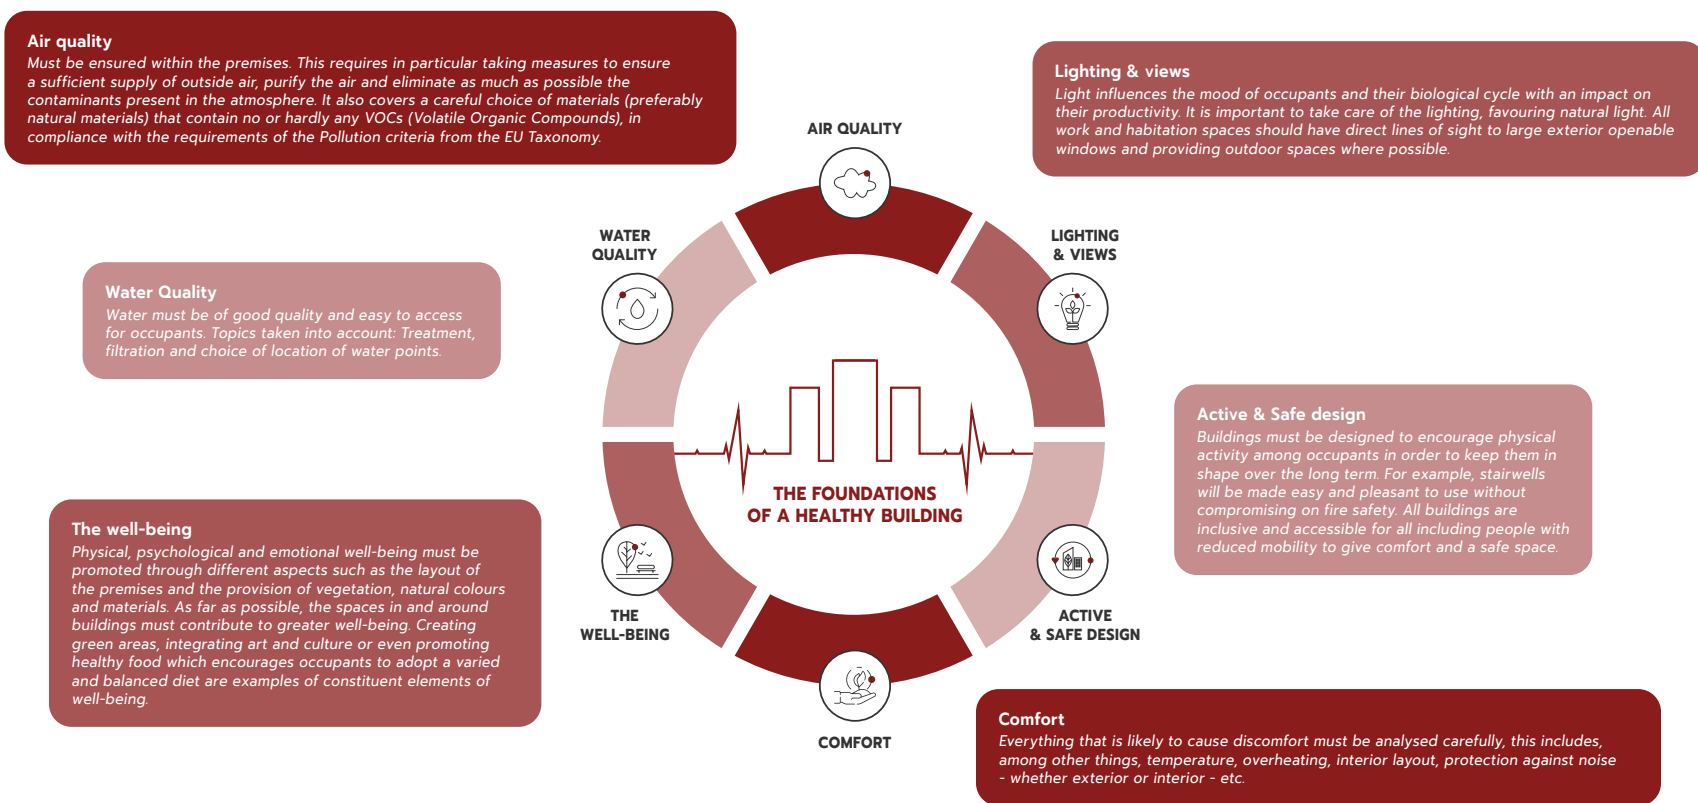 Air quality
Must be ensured within the premises. This requires in particular taking measures to ensure
a sufficient supply of outside air, purify the air and eliminate as much as possible the
contaminants present in the atmosphere. It also covers a careful choice of materials (preferably
natural materials) that contain no or hardly any VOCs (Volatile Organic Compounds), in
compliance with the requirements of the Pollution criteria from the EU Taxonomy.
Lighting & views
Light influences the mood of occupants and their biological cycle with an impact on
their productivity. It is important to take care of the lighting, favouring natural light. All
work and habitation spaces should have direct lines of sight to large exterior openable
windows and providing outdoor spaces where possible.
AIR QUALITY
WATER
QUALITY
LIGHTING
& VIEWS
Water Quality
Water must be of good quality and easy to access
for occupants. Topics taken into account: Treatment,
filtration and choice of location of water points.
Active & Safe design
Buildings must be designed to encourage physical
activity among occupants in order to keep them in
shape over the long term. For example, stairwells
will be made easy and pleasant to use without
compromising on fire safety. All buildings are
inclusive and accessible for all including people with
reduced mobility to give comfort and a safe space.
THE FOUNDATIONS
OF A HEALTHY BUILDING
The well-being
Physical, psychological and emotional well-being must be
promoted through different aspects such as the layout of
the premises and the provision of vegetation, natural colours
and materials. As far as possible, the spaces in and around
buildings must contribute to greater well-being. Creating
green areas, integrating art and culture or even promoting
healthy food which encourages occupants to adopt a varied
and balanced diet are examples of constituent elements of
well-being.
THE
WELL-BEING
ACTIVE
& SAFE DESIGN
COMFORT
Comfort
Everything that is likely to cause discomfort must be analysed carefully, this includes,
among other things, temperature, overheating, interior layout, protection against noise
- whether exterior or interior - etc.